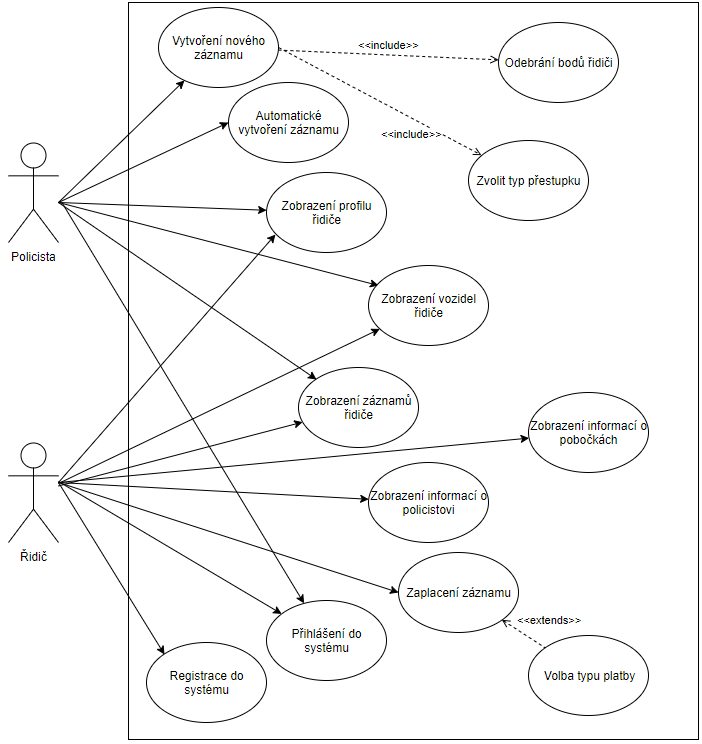 Vytvoření nového
záznamu
<<include>>
Odebrání bodů řidiči
Automatické
vytvoření záznamu
<<include>>
Zvolit typ přestupku
Zobrazení profilu
řidiče
Policista
Zobrazení vozidel
řidiče
Zobrazení záznamů
řidiče
Zobrazení informací o
pobočkách
Zobrazení informací o
policistovi
Řidič
Zaplacení záznamu
<<extends>>
Přihlášení do
systému
Registrace do
systému
Volba typu platby